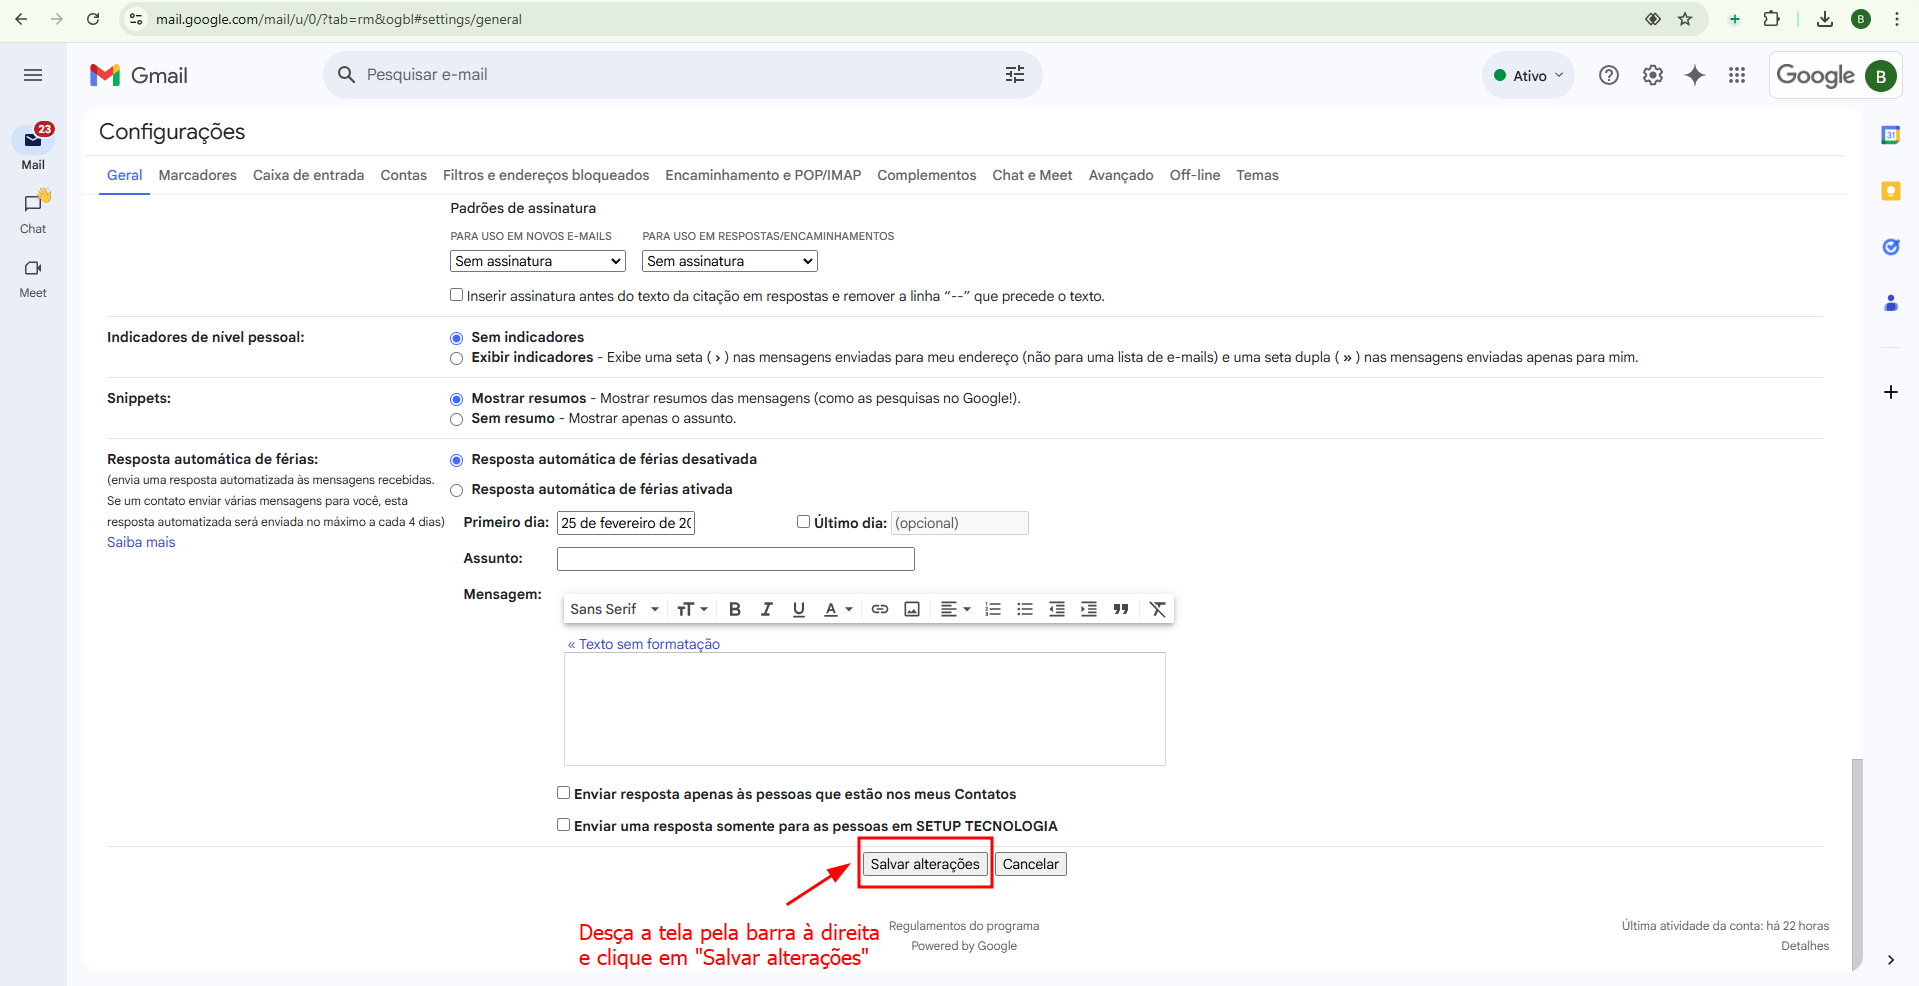 mail.google.com/mail/u/0/?tab=rm&ogbl#settings/general
B
Gmail
Pesquisar e-mail
Ativo
Google
B
23
Mail
Chat
Meet
Configurações
Geral Marcadores Caixa de entrada Contas Filtros e endereços bloqueados Encaminhamento e POP/IMAP Complementos Chat e Meet Avançado Off-line Temas
31
Padrões de assinatura
PARA USO EM NOVOS E-MAILS PARA USO EM RESPOSTAS/ENCAMINHAMENTOS
Sem assinatura Sem assinatura
Inserir assinatura antes do texto da citação em respostas e remover a linha “--” que precede o texto.
Indicadores de nível pessoal:
Sem indicadores
Exibir indicadores - Exibe uma seta ( › ) nas mensagens enviadas para meu endereço (não para uma lista de e-mails) e uma seta dupla ( » ) nas mensagens enviadas apenas para mim.
Snippets:
Mostrar resumos - Mostrar resumos das mensagens (como as pesquisas no Google!).
Sem resumo - Mostrar apenas o assunto.
Resposta automática de férias:
(envia uma resposta automatizada às mensagens recebidas.
Se um contato enviar várias mensagens para você, esta
resposta automatizada será enviada no máximo a cada 4 dias)
Saiba mais
Resposta automática de férias desativada
Resposta automática de férias ativada
Primeiro dia: 25 de fevereiro de 20 Último dia: (opcional)
Assunto:
Mensagem:
Sans Serif
« Texto sem formatação
Enviar resposta apenas às pessoas que estão nos meus Contatos
Enviar uma resposta somente para as pessoas em SETUP TECNOLOGIA
Salvar alterações Cancelar
Desça a tela pela barra à direita
e clique em "Salvar alterações"
Regulamentos do programa
Powered by Google
Última atividade da conta: há 22 horas
Detalhes